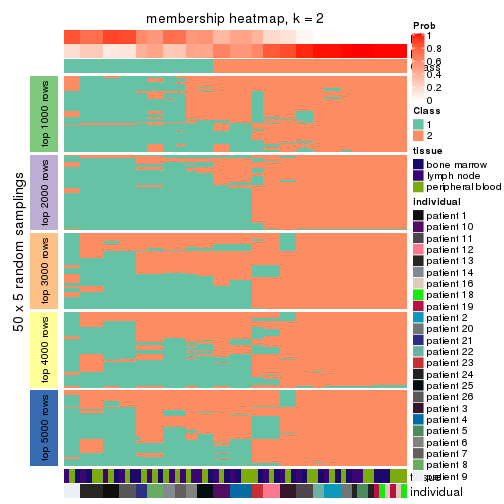 membership heatmap, k = 2
50 x 5 random samplings
top 1000 rows
top 2000 rows
top 3000 rows
top 4000 rows
top 5000 rows
Prob
1
0.8
0.6
0.4
0.2
0
Class
1
2
tissue
bone marrow
lymph node
peripheral blood
individual
patient 1
patient 10
patient 11
patient 12
patient 13
patient 14
patient 16
patient 18
patient 19
patient 2
patient 20
patient 21
patient 22
patient 23
patient 24
patient 25
patient 26
patient 3
patient 4
patient 5
patient 6
patient 7
patient 8
patient 9
individual